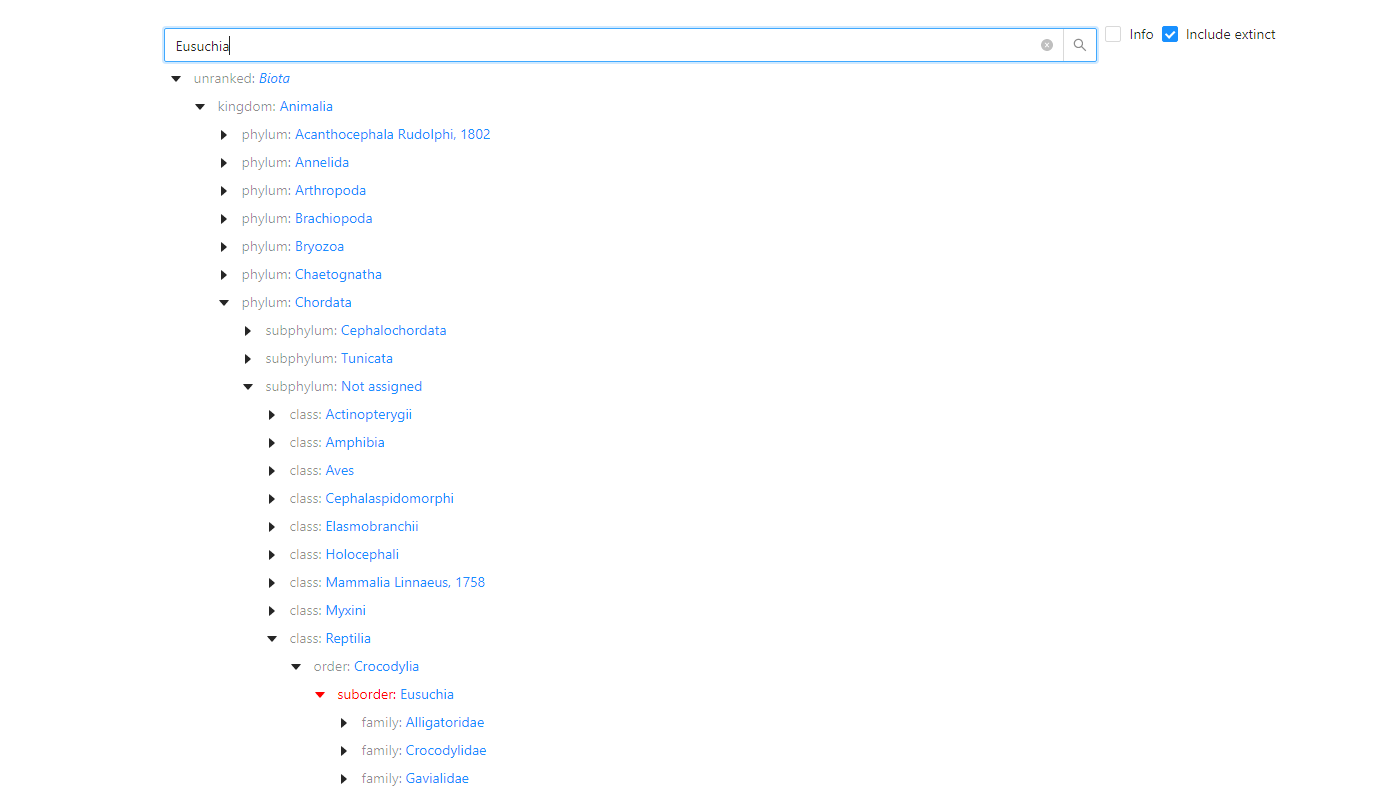 Eusuchia
Info
Include extinct
unranked: Biota
kingdom: Animalia
phylum: Acanthocephala Rudolphi, 1802
phylum: Annelida
phylum: Arthropoda
phylum: Brachiopoda
phylum: Bryozoa
phylum: Chaetognatha
phylum: Chordata
subphylum: Cephalochordata
subphylum: Tunicata
subphylum: Not assigned
class: Actinopterygii
class: Amphibia
class: Aves
class: Cephalaspidomorphi
class: Elasmobranchii
class: Holocephali
class: Mammalia Linnaeus, 1758
class: Myxini
class: Reptilia
order: Crocodylia
suborder: Eusuchia
family: Alligatoridae
family: Crocodylidae
family: Gavialidae